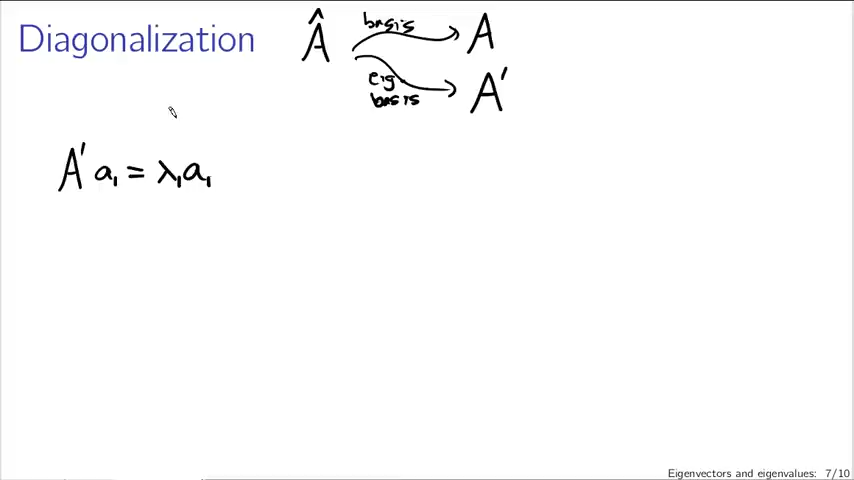 Diagonalization
Â basis A
eig basis A'
A' a₁ = λ₁a₁
Eigenvectors and eigenvalues: 7/10